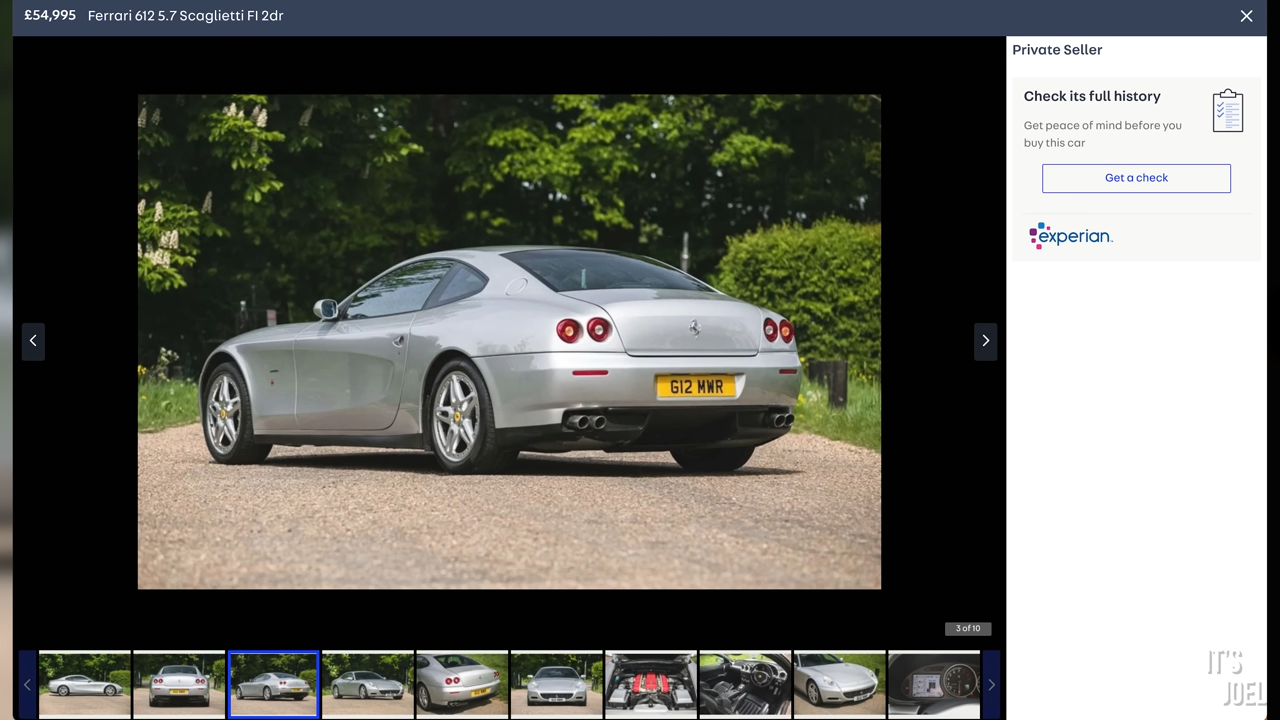 £54,995 Ferrari 612 5.7 Scaglietti F1 2dr
Private Seller
Check its full history
Get peace of mind before you
buy this car
Get a check
experian.
G12 MWR
3 of 10
IT'S
JOEL